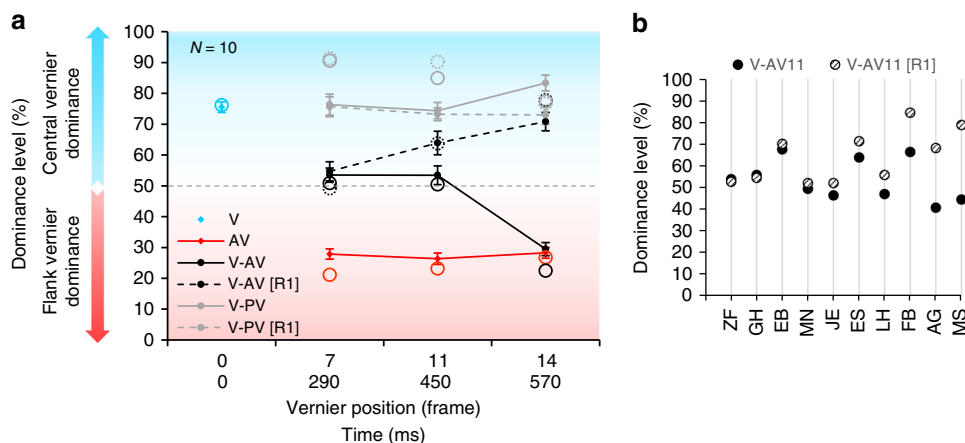 a
N = 10
Dominance level (%)
Central vernier
dominance
Flank vernier
dominance
100
90
80
70
60
50
40
30
20
10
0
V
AV
V-AV
V-AV [R1]
V-PV
V-PV [R1]
0 7 11 14
0 290 450 570
Vernier position (frame)
Time (ms)
b
V-AV11 V-AV11 [R1]
Dominance level (%)
100
90
80
70
60
50
40
30
20
10
0
ZF GH EB MN JE ES LH FB AG MS